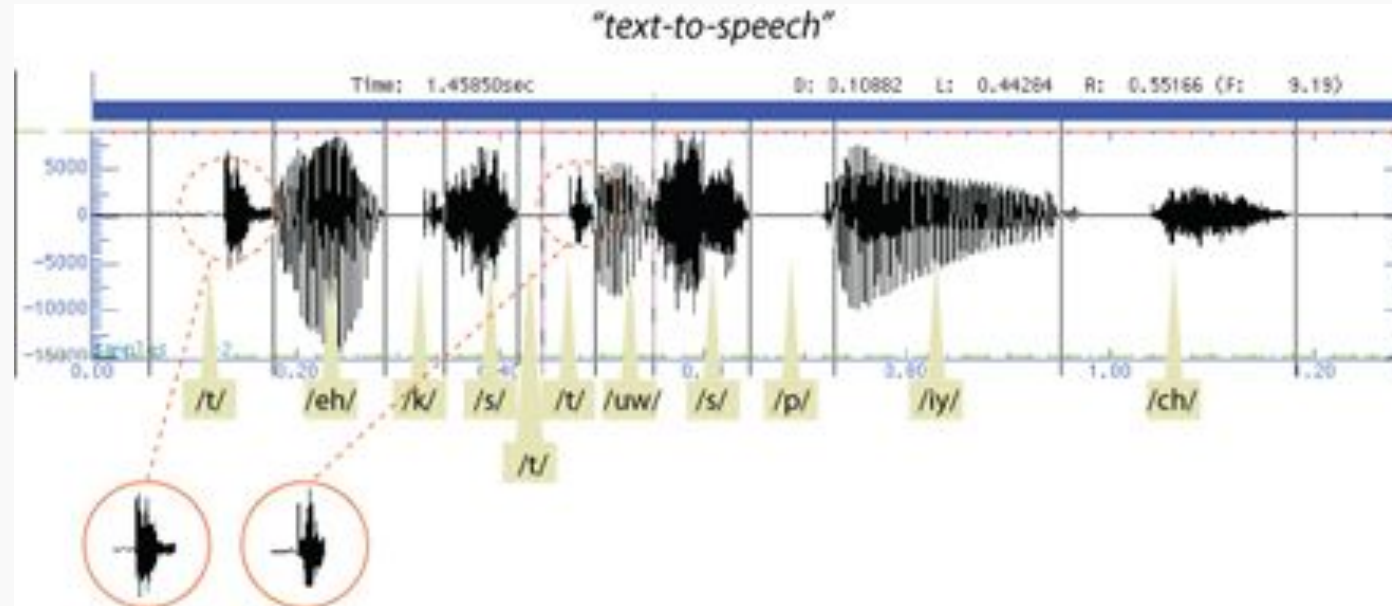 “text-to-speech”
Time: 1.45850sec D: 0.10882 L: 0.44284 R: 0.55166 (F: 9.19)
5000
0
-5000
-10000
-15000
0.00 0.20 0.80 1.00
/t/ /eh/ /k/ /s/ /t/ /uw/ /s/ /p/ /iy/ /ch/
/t/